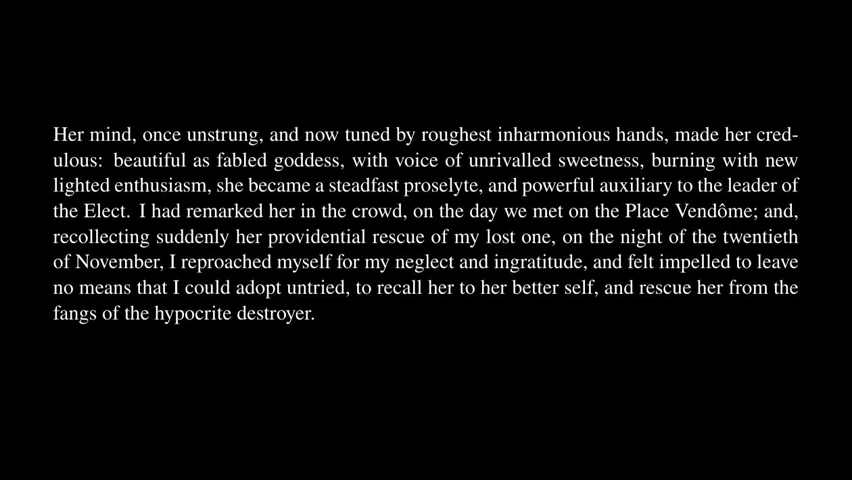 Her mind, once unstrung, and now tuned by roughest inharmonious hands, made her cred-
ulous: beautiful as fabled goddess, with voice of unrivalled sweetness, burning with new
lighted enthusiasm, she became a steadfast proselyte, and powerful auxiliary to the leader of
the Elect. I had remarked her in the crowd, on the day we met on the Place Vendôme; and,
recollecting suddenly her providential rescue of my lost one, on the night of the twentieth
of November, I reproached myself for my neglect and ingratitude, and felt impelled to leave
no means that I could adopt untried, to recall her to her better self, and rescue her from the
fangs of the hypocrite destroyer.